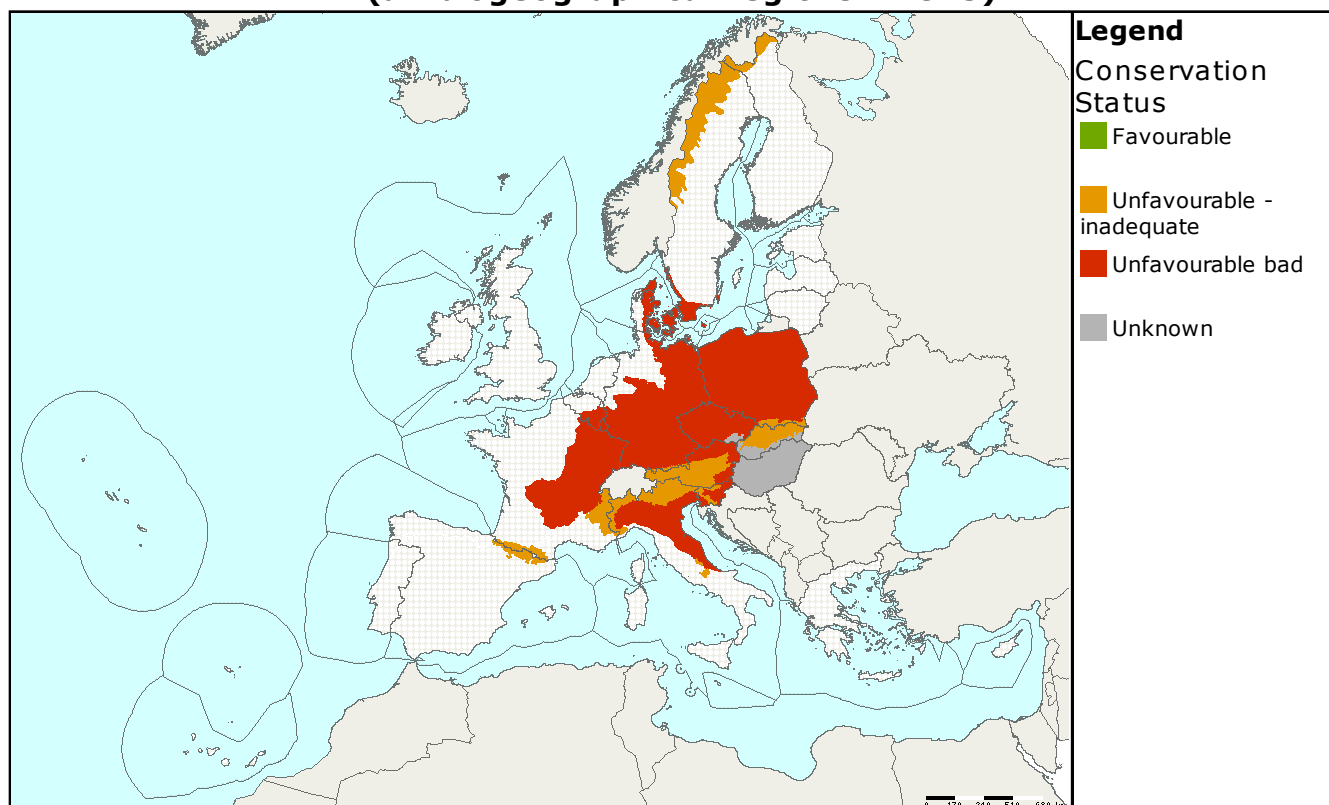 Legend
Conservation
Status
Favourable
Unfavourable -
inadequate
Unfavourable bad
Unknown